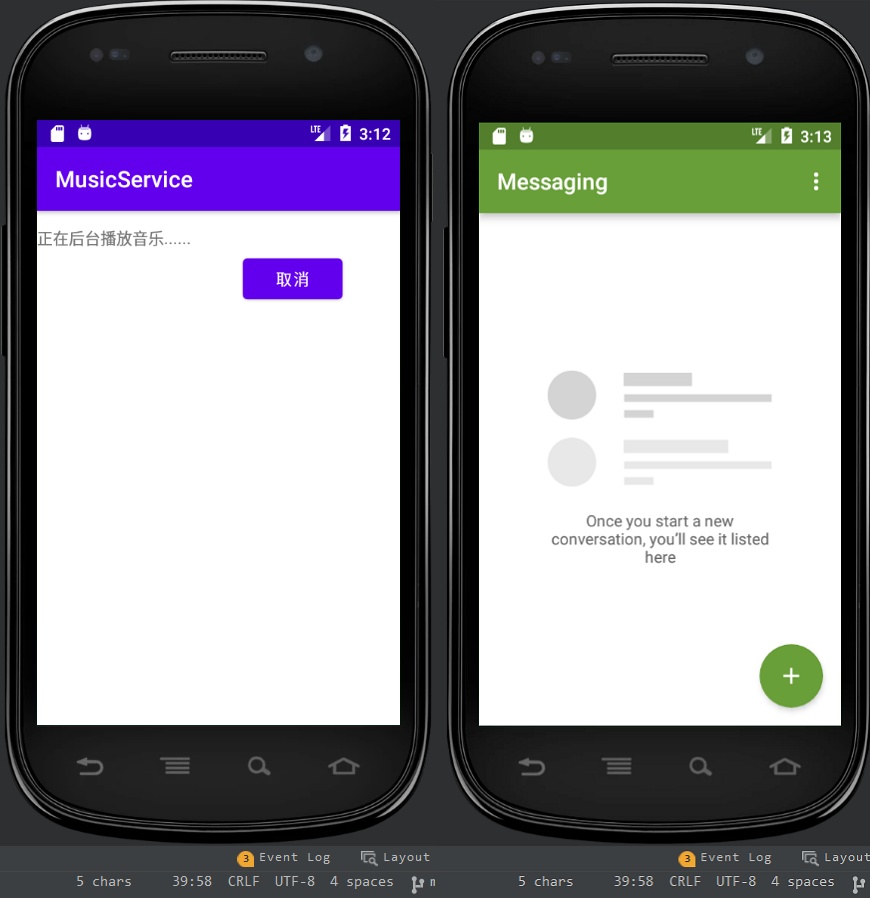 LTE 3:12
MusicService
正在后台播放音乐......
取消
3 Event Log Layout
5 chars 39:58 CRLF UTF-8 4 spaces n
LTE 3:13
Messaging
Once you start a new
conversation, you'll see it listed
here
+
3 Event Log Layout
5 chars 39:58 CRLF UTF-8 4 spaces